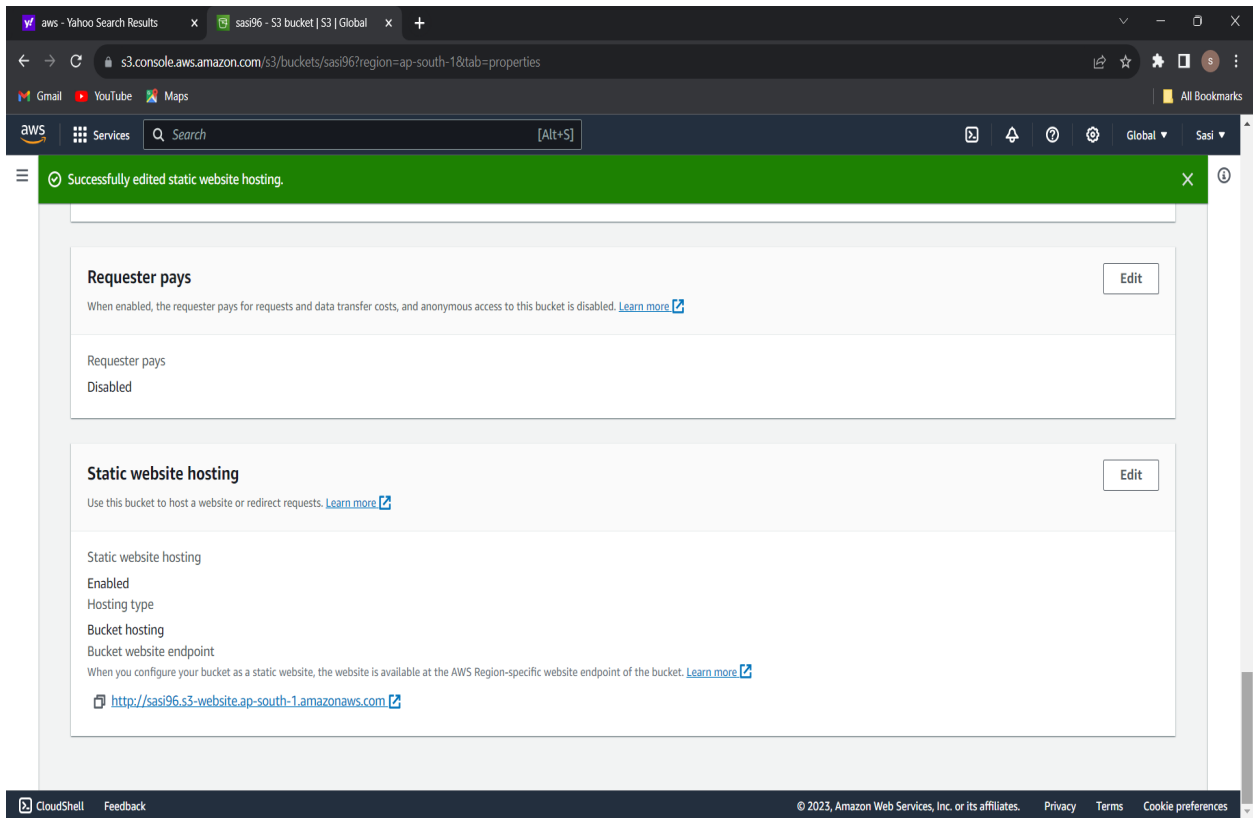 aws - Yahoo Search Results
sasi96 - S3 bucket | S3 | Global
s3.console.aws.amazon.com/s3/buckets/sasi96?region=ap-south-1&tab=properties
S
Gmail YouTube Maps All Bookmarks
aws Services Search [Alt+S] Global ▼ Sasi ▼
Successfully edited static website hosting.
Requester pays Edit
When enabled, the requester pays for requests and data transfer costs, and anonymous access to this bucket is disabled. Learn more
Requester pays
Disabled
Static website hosting Edit
Use this bucket to host a website or redirect requests. Learn more
Static website hosting
Enabled
Hosting type
Bucket hosting
Bucket website endpoint
When you configure your bucket as a static website, the website is available at the AWS Region-specific website endpoint of the bucket. Learn more
http://sasi96.s3-website.ap-south-1.amazonaws.com
CloudShell Feedback © 2023, Amazon Web Services, Inc. or its affiliates. Privacy Terms Cookie preferences